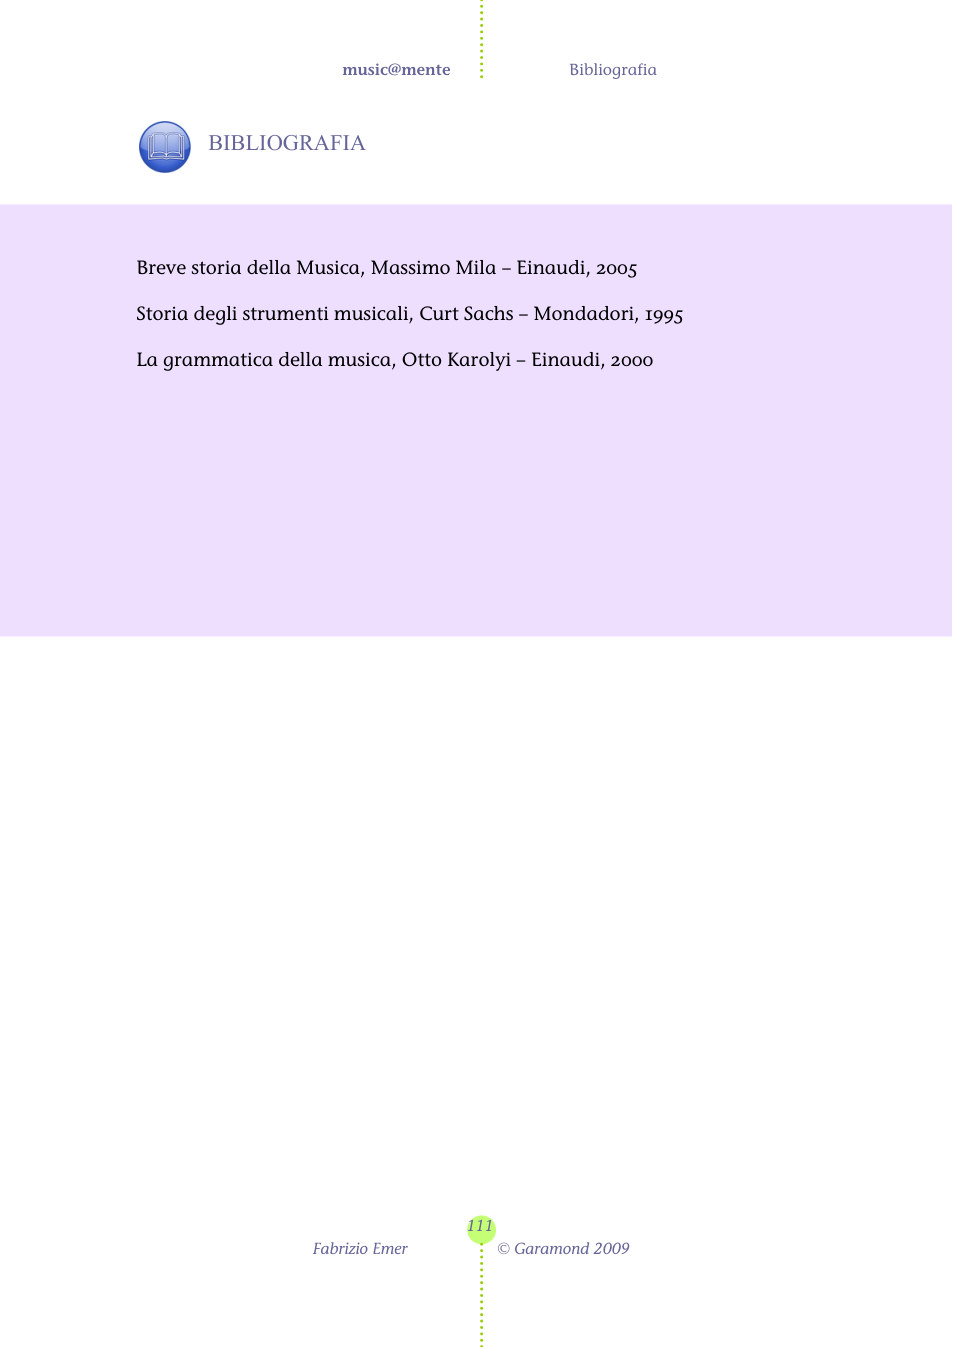 music@mente Bibliografia
BIBLIOGRAFIA
Breve storia della Musica, Massimo Mila – Einaudi, 2005
Storia degli strumenti musicali, Curt Sachs – Mondadori, 1995
La grammatica della musica, Otto Karolyi – Einaudi, 2000
111
Fabrizio Emer © Garamond 2009